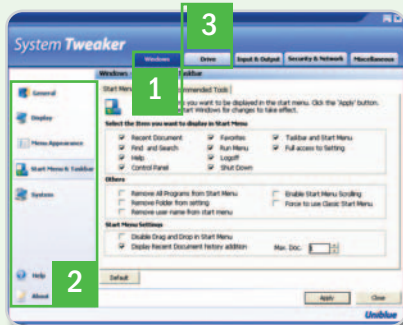 3
System Tweaker
Windows Drive Input & Output Security & Network Miscellaneous
1
Windows - Taskbar
General
Display
Menu Appearance
Start Menu & Taskbar
System
Help
About
2
Start Men commended Tools
you want to be displayed in the start menu. Click the 'Apply' button.
start Windows for changes to take effect.
Select the Item you want to display in Start Menu
Recent Document Favorites Taskbar and Start Menu
Find and Search Run Menu Full access to Setting
Help Logoff
Control Panel Shut Down
Others
Remove All Programs from Start Menu Enable Start Menu Scrolling
Remove Folder from setting Force to use Classic Start Menu
Remove user name from start menu
Start Menu Settings
Disable Drag and Drop in Start Menu
Display Recent Document history addition Max. Doc.
Default
Apply Close
Uniblue